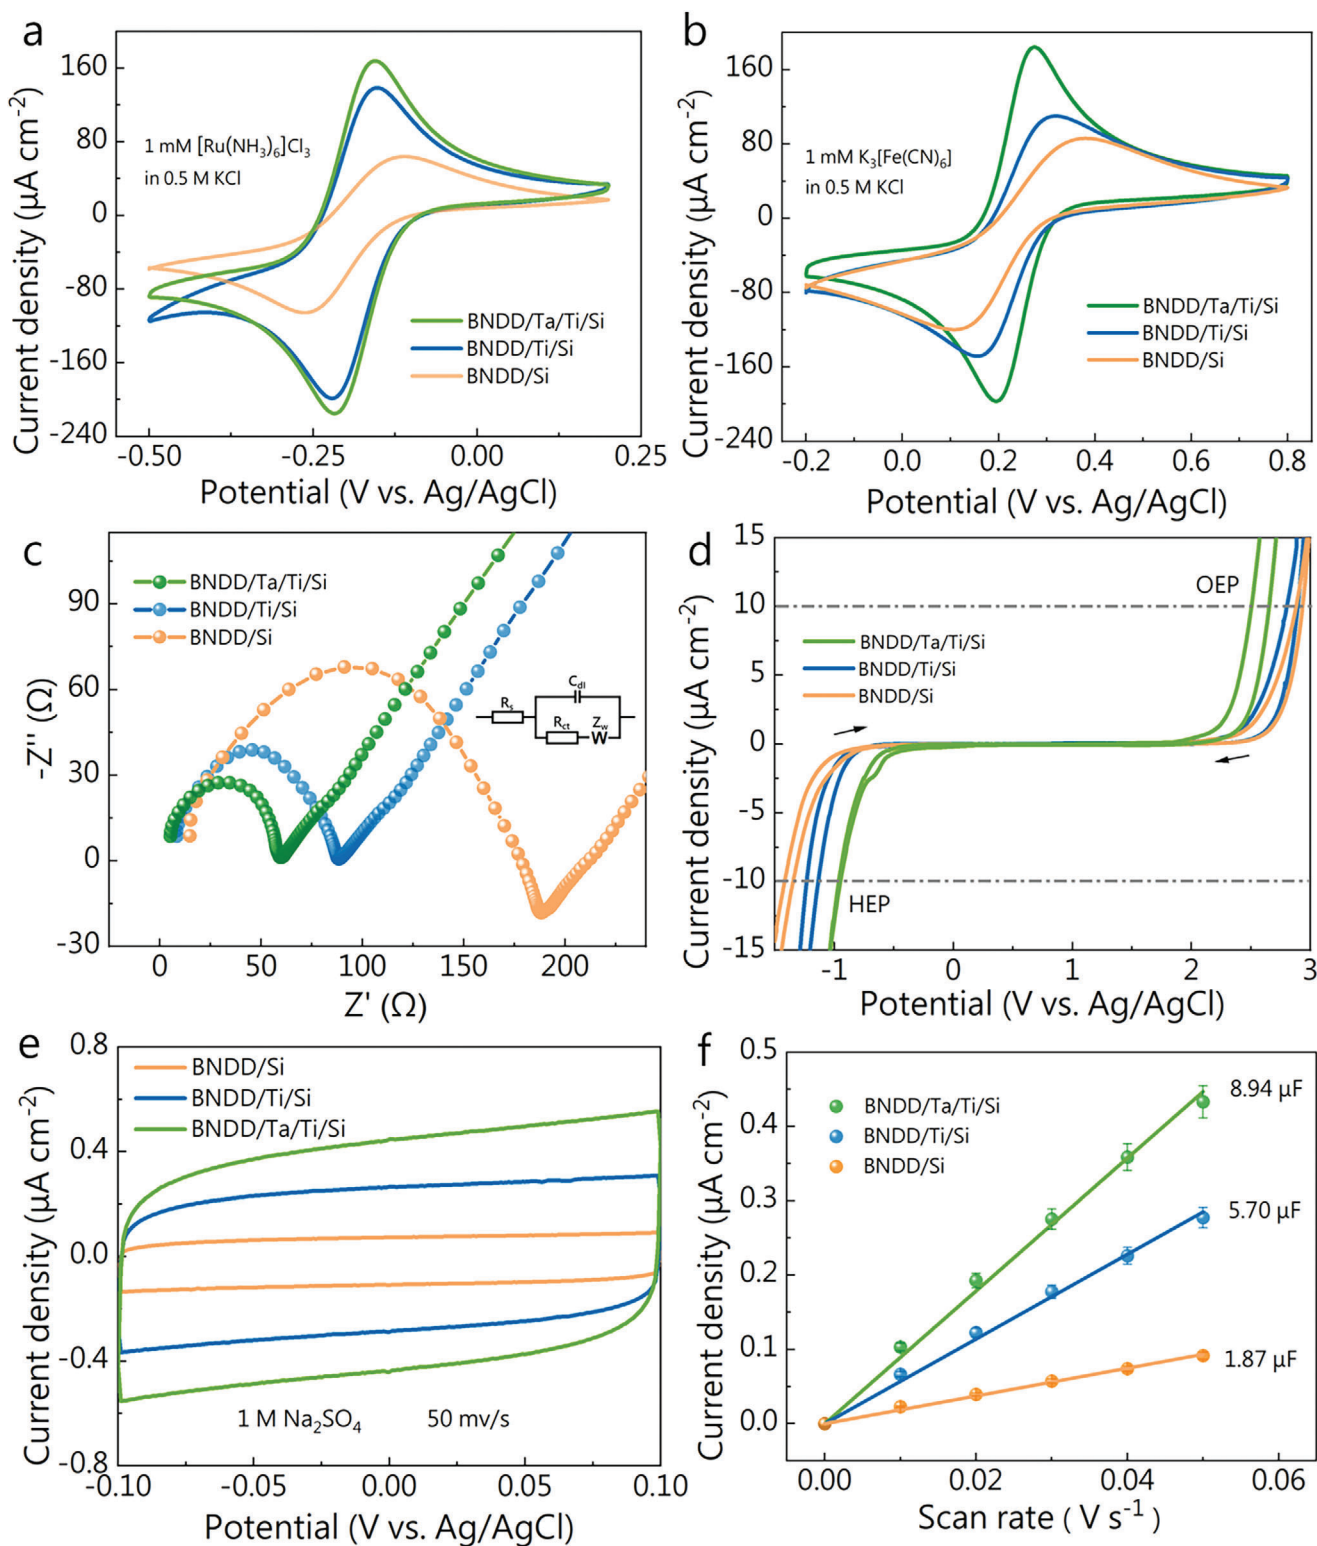 a
160
80
0
-80
-160
-240
Current density (μA cm⁻²)
1 mM [Ru(NH₃)₆]Cl₃
in 0.5 M KCl
BNDD/Ta/Ti/Si
BNDD/Ti/Si
BNDD/Si
-0.50 -0.25 0.00 0.25
Potential (V vs. Ag/AgCl)
b
160
80
0
-80
-160
-240
Current density (μA cm⁻²)
1 mM K₃[Fe(CN)₆]
in 0.5 M KCl
BNDD/Ta/Ti/Si
BNDD/Ti/Si
BNDD/Si
-0.2 0.0 0.2 0.4 0.6 0.8
Potential (V vs. Ag/AgCl)
c
90
60
30
0
-30
-Z'' (Ω)
BNDD/Ta/Ti/Si
BNDD/Ti/Si
BNDD/Si
Cdl
Rs
Rct Zw
W
0 50 100 150 200
Z' (Ω)
d
15
10
5
0
-5
-10
-15
Current density (μA cm⁻²)
OEP
BNDD/Ta/Ti/Si
BNDD/Ti/Si
BNDD/Si
HEP
-1 0 1 2 3
Potential (V vs. Ag/AgCl)
e
0.8
0.4
0.0
-0.4
-0.8
Current density (μA cm⁻²)
BNDD/Si
BNDD/Ti/Si
BNDD/Ta/Ti/Si
1 M Na₂SO₄ 50 mv/s
-0.10 -0.05 0.00 0.05 0.10
Potential (V vs. Ag/AgCl)
f
0.5
0.4
0.3
0.2
0.1
0.0
Current density (μA cm⁻²)
BNDD/Ta/Ti/Si
BNDD/Ti/Si
BNDD/Si
8.94 μF
5.70 μF
1.87 μF
0.00 0.02 0.04 0.06
Scan rate ( V s⁻¹)